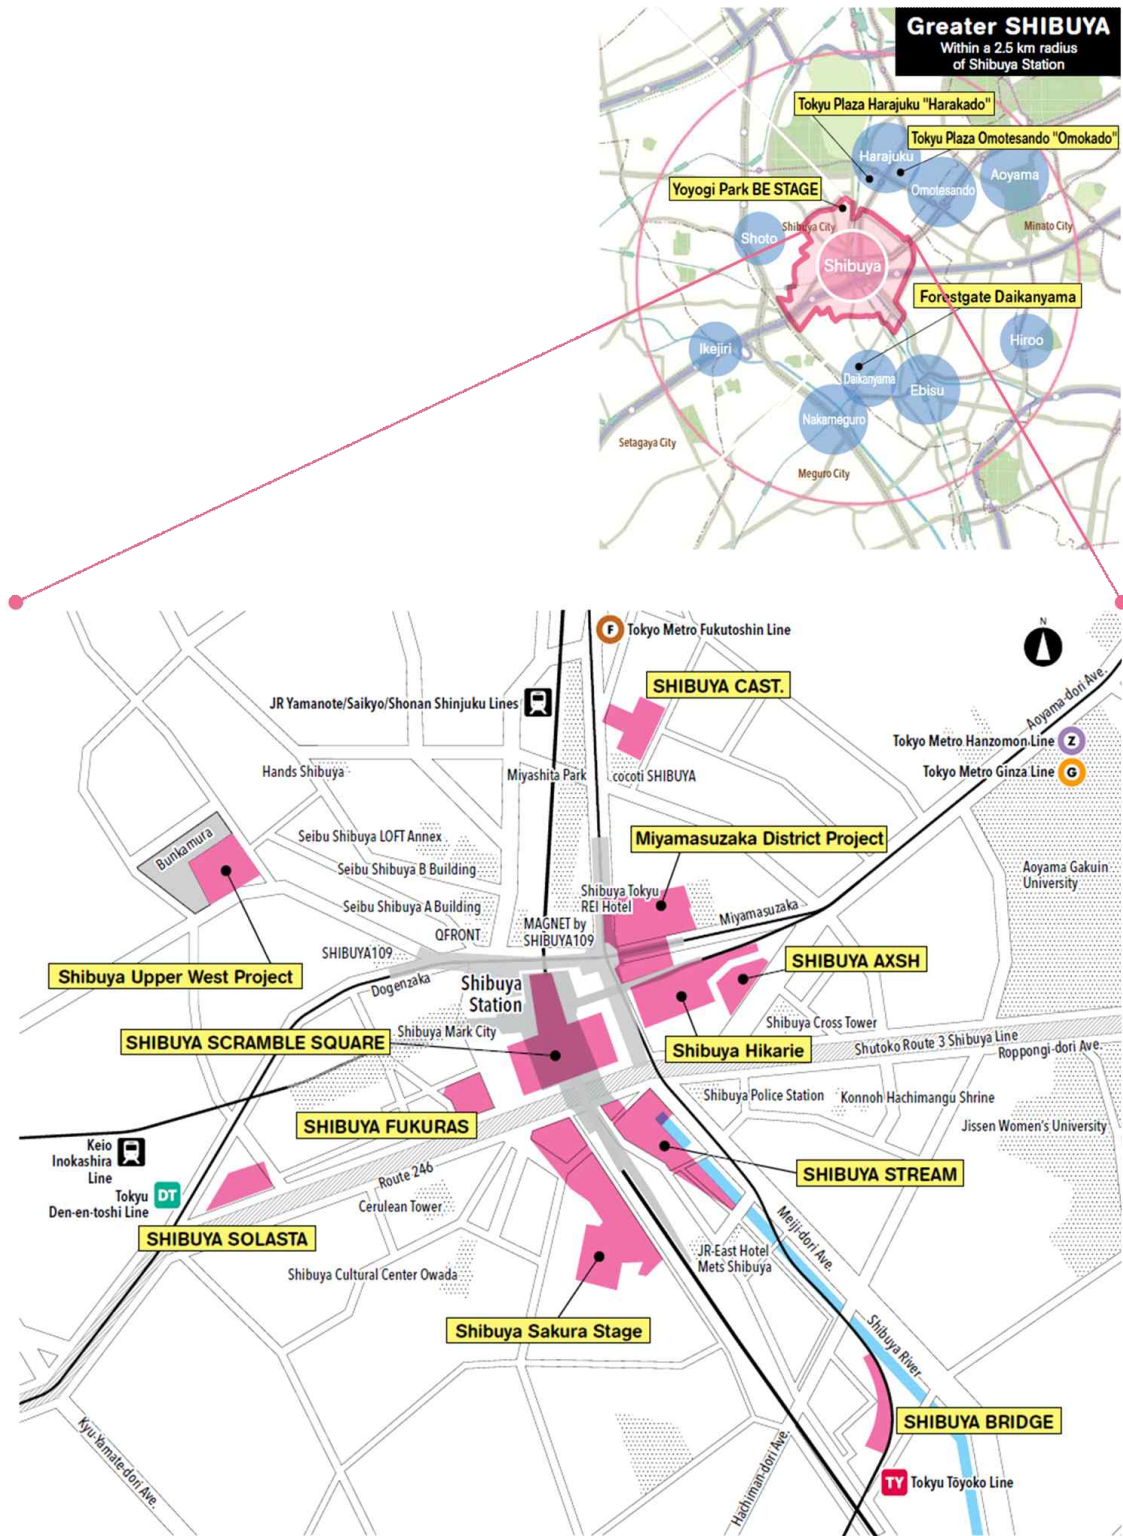 Greater SHIBUYA
Within a 2.5 km radius
of Shibuya Station
Tokyu Plaza Harajuku "Harakado"
Tokyu Plaza Omotesando "Omokado"
Harajuku
Aoyama
Omotesando
Yoyogi Park BE STAGE
Shibuya City
Minato City
Shoto
Shibuya
Forestgate Daikanyama
Ikejiri
Hiroo
Daikanyama
Ebisu
Nakameguro
Setagaya City
Meguro City
F Tokyo Metro Fukutoshin Line
N
SHIBUYA CAST.
JR Yamanote/Saikyo/Shonan Shinjuku Lines
Aoyama-dori Ave.
Tokyo Metro Hanzomon Line Z
Tokyo Metro Ginza Line G
Hands Shibuya
Miyashita Park
cocoti SHIBUYA
Bunkamura
Seibu Shibuya LOFT Annex
Miyamasuzaka District Project
Seibu Shibuya B Building
Aoyama Gakuin
University
Shibuya Tokyu
REI Hotel
Seibu Shibuya A Building
Miyamasuzaka
QFRONT
MAGNET by
SHIBUYA109
SHIBUYA109
SHIBUYA AXSH
Shibuya Upper West Project
Dogenzaka
Shibuya
Station
Shibuya Mark City
Shibuya Cross Tower
SHIBUYA SCRAMBLE SQUARE
Shibuya Hikarie
Shutoko Route 3 Shibuya Line
Roppongi-dori Ave.
Shibuya Police Station
Konnoh Hachimangu Shrine
SHIBUYA FUKURAS
Jissen Women's University
Keio
Inokashira
Line
Route 246
SHIBUYA STREAM
Tokyu DT
Den-en-toshi Line
Cerulean Tower
SHIBUYA SOLASTA
Meiji-dori Ave.
JR-East Hotel
Mets Shibuya
Shibuya Cultural Center Owada
Shibuya Sakura Stage
Shibuya River
SHIBUYA BRIDGE
Kyu-Yamate-dori Ave.
Hachiman-dori Ave.
TY Tokyu Tōyoko Line